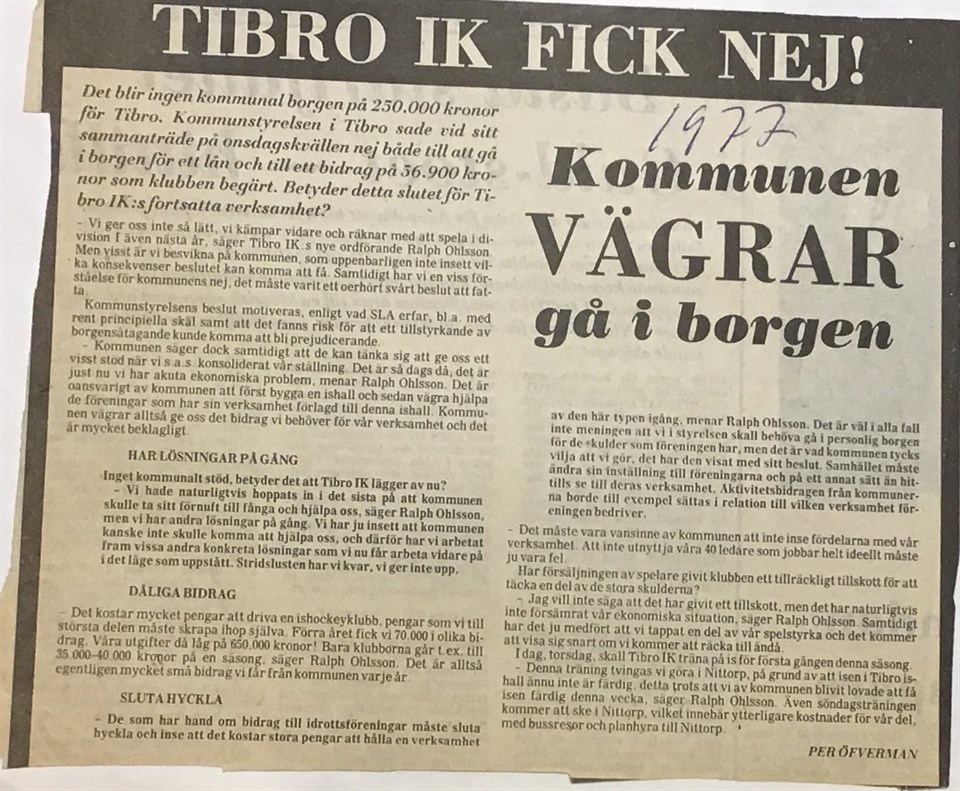 TIBRO IK FICK NEJ!
Det blir ingen kommunal borgen på 250.000 kronor
för Tibro. Kommunstyrelsen i Tibro sade vid sitt
sammanträde på onsdagskvällen nej både till att gå
i borgen för ett lån och till ett bidrag på 56.900 kro-
nor som klubben begärt. Betyder detta slutet för Ti-
bro IK:s fortsatta verksamhet?
– Vi ger oss inte så lätt, vi kämpar vidare och räknar med att spela i di-
vision I även nästa år, säger Tibro IK:s nye ordförande Ralph Ohlsson.
Men visst är vi besvikna på kommunen, som uppenbarligen inte insett vil-
ka konsekvenser beslutet kan komma att få. Samtidigt har vi en viss för-
ståelse för kommunens nej, det måste varit ett oerhört svårt beslut att fat-
ta.
Kommunstyrelsens beslut motiveras, enligt vad SLA erfar, bl.a. med
rent principiella skäl samt att det fanns risk för att ett tillstyrkande av
borgensåtagande kunde komma att bli prejudicerande.
– Kommunen säger dock samtidigt att de kan tänka sig att ge oss ett
visst stöd när vi s.a.s. konsoliderat vår ställning. Det är så dags då, det är
just nu vi har akuta ekonomiska problem, menar Ralph Ohlsson. Det är
oansvarigt av kommunen att först bygga en ishall och sedan vägra hjälpa
de föreningar som har sin verksamhet förlagd till denna ishall. Kommu-
nen vägrar alltså ge oss det bidrag vi behöver för vår verksamhet och det
är mycket beklagligt.
HAR LÖSNINGAR PÅ GÅNG
Inget kommunalt stöd, betyder det att Tibro IK lägger av nu?
– Vi hade naturligtvis hoppats in i det sista på att kommunen
skulle ta sitt förnuft till fånga och hjälpa oss, säger Ralph Ohlsson,
men vi har andra lösningar på gång. Vi har ju insett att kommunen
kanske inte skulle komma att hjälpa oss, och därför har vi arbetat
fram vissa andra konkreta lösningar som vi nu får arbeta vidare på
i det läge som uppstått. Stridslusten har vi kvar, vi ger inte upp.
DÅLIGA BIDRAG
– Det kostar mycket pengar att driva en ishockeyklubb, pengar som vi till
största delen måste skrapa ihop själva. Förra året fick vi 70.000 i olika bi-
drag. Våra utgifter då låg på 650.000 kronor! Bara klubborna går t.ex. till
35.000-40.000 kronor på en säsong, säger Ralph Ohlsson. Det är alltså
egentligen mycket små bidrag vi får från kommunen varje år.
SLUTA HYCKLA
– De som har hand om bidrag till idrottsföreningar måste sluta
hyckla och inse att det kostar stora pengar att hålla en verksamhet
1977
Kommunen
VÄGRAR
gå i borgen
av den här typen igång, menar Ralph Ohlsson. Det är väl i alla fall
inte meningen att vi i styrelsen skall behöva gå i personlig borgen
för de skulder som föreningen har, men det är vad kommunen tycks
vilja att vi gör, det har den visat med sitt beslut. Samhället måste
ändra sin inställning till föreningarna och på ett annat sätt än hit-
tills se till deras verksamhet. Aktivitetsbidragen från kommuner-
na borde till exempel sättas i relation till vilken verksamhet för-
eningen bedriver.
– Det måste vara vansinne av kommunen att inte inse fördelarna med vår
verksamhet. Att inte utnyttja våra 40 ledare som jobbar helt ideellt måste
ju vara fel.
Har försäljningen av spelare givit klubben ett tillräckligt tillskott för att
täcka en del av de stora skulderna?
– Jag vill inte säga att det har givit ett tillskott, men det har naturligtvis
inte försämrat vår ekonomiska situation, säger Ralph Ohlsson. Samtidigt
har det ju medfört att vi tappat en del av vår spelstyrka och det kommer
att visa sig snart om vi kommer att räcka till ändå.
I dag, torsdag, skall Tibro IK träna på is för första gången denna säsong.
– Denna träning tvingas vi göra i Nittorp, på grund av att isen i Tibro is-
hall ännu inte är färdig, detta trots att vi av kommunen blivit lovade att få
isen färdig denna vecka, säger Ralph Ohlsson. Även söndagsträningen
kommer att ske i Nittorp, vilket innebär ytterligare kostnader för vår del,
med bussresor och planhyra till Nittorp.
PER ÖFVERMAN